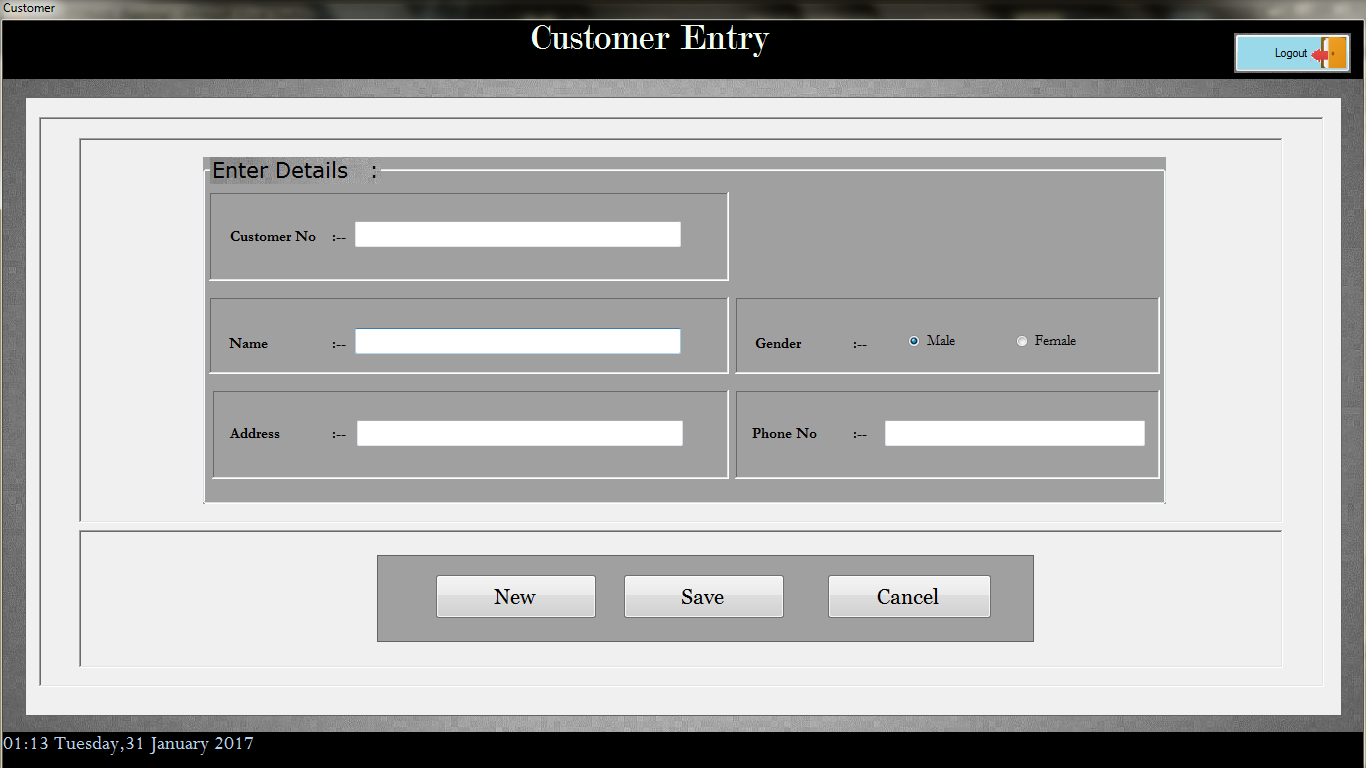 Customer
Customer Entry
Logout
Enter Details :
Customer No :--
Name :--
Gender :-- Male Female
Address :--
Phone No :--
New Save Cancel
01:13 Tuesday,31 January 2017